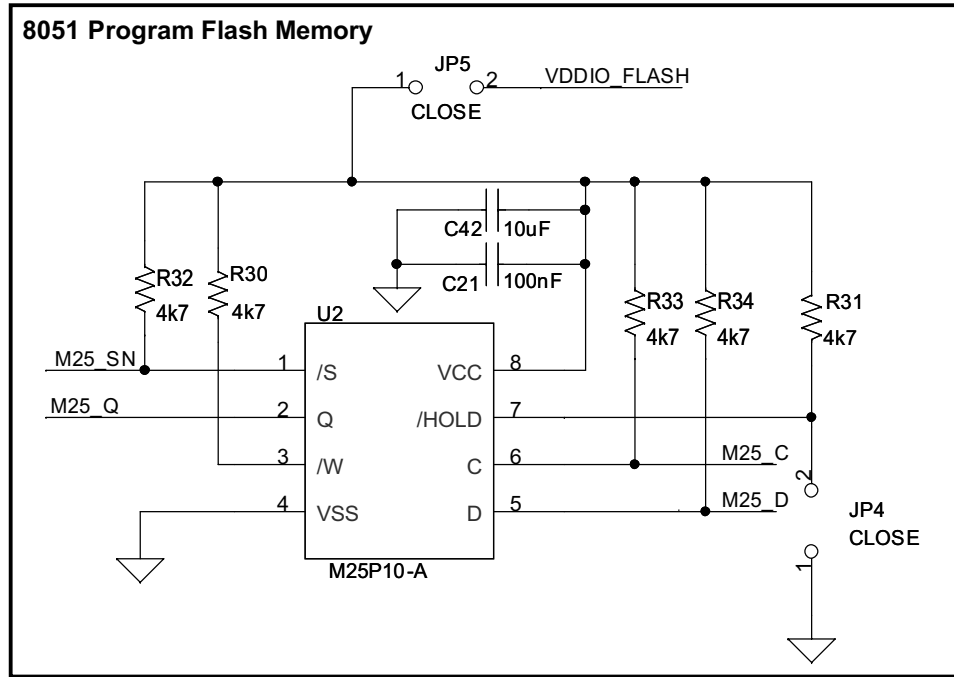 8051 Program Flash Memory
JP5
1 2 VDDIO_FLASH
CLOSE
C42 10uF
C21 100nF
R32 4k7
R30 4k7
R33 4k7
R34 4k7
R31 4k7
U2
M25_SN 1 /S VCC 8
M25_Q 2 Q /HOLD 7
3 /W C 6 M25_C
4 VSS D 5 M25_D
M25P10-A
2
JP4
CLOSE
1